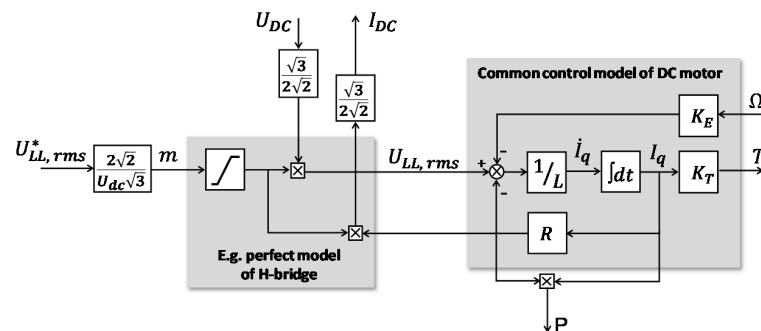 U_DC
I_DC
√3
2√2
√3
2√2
Common control model of DC motor
Ω
K_E
U*_LL, rms
2√2
U_dc√3
m
U_LL, rms
+
-
-
1/L
İ_q
∫dt
I_q
K_T
T
R
E.g. perfect model
of H-bridge
P